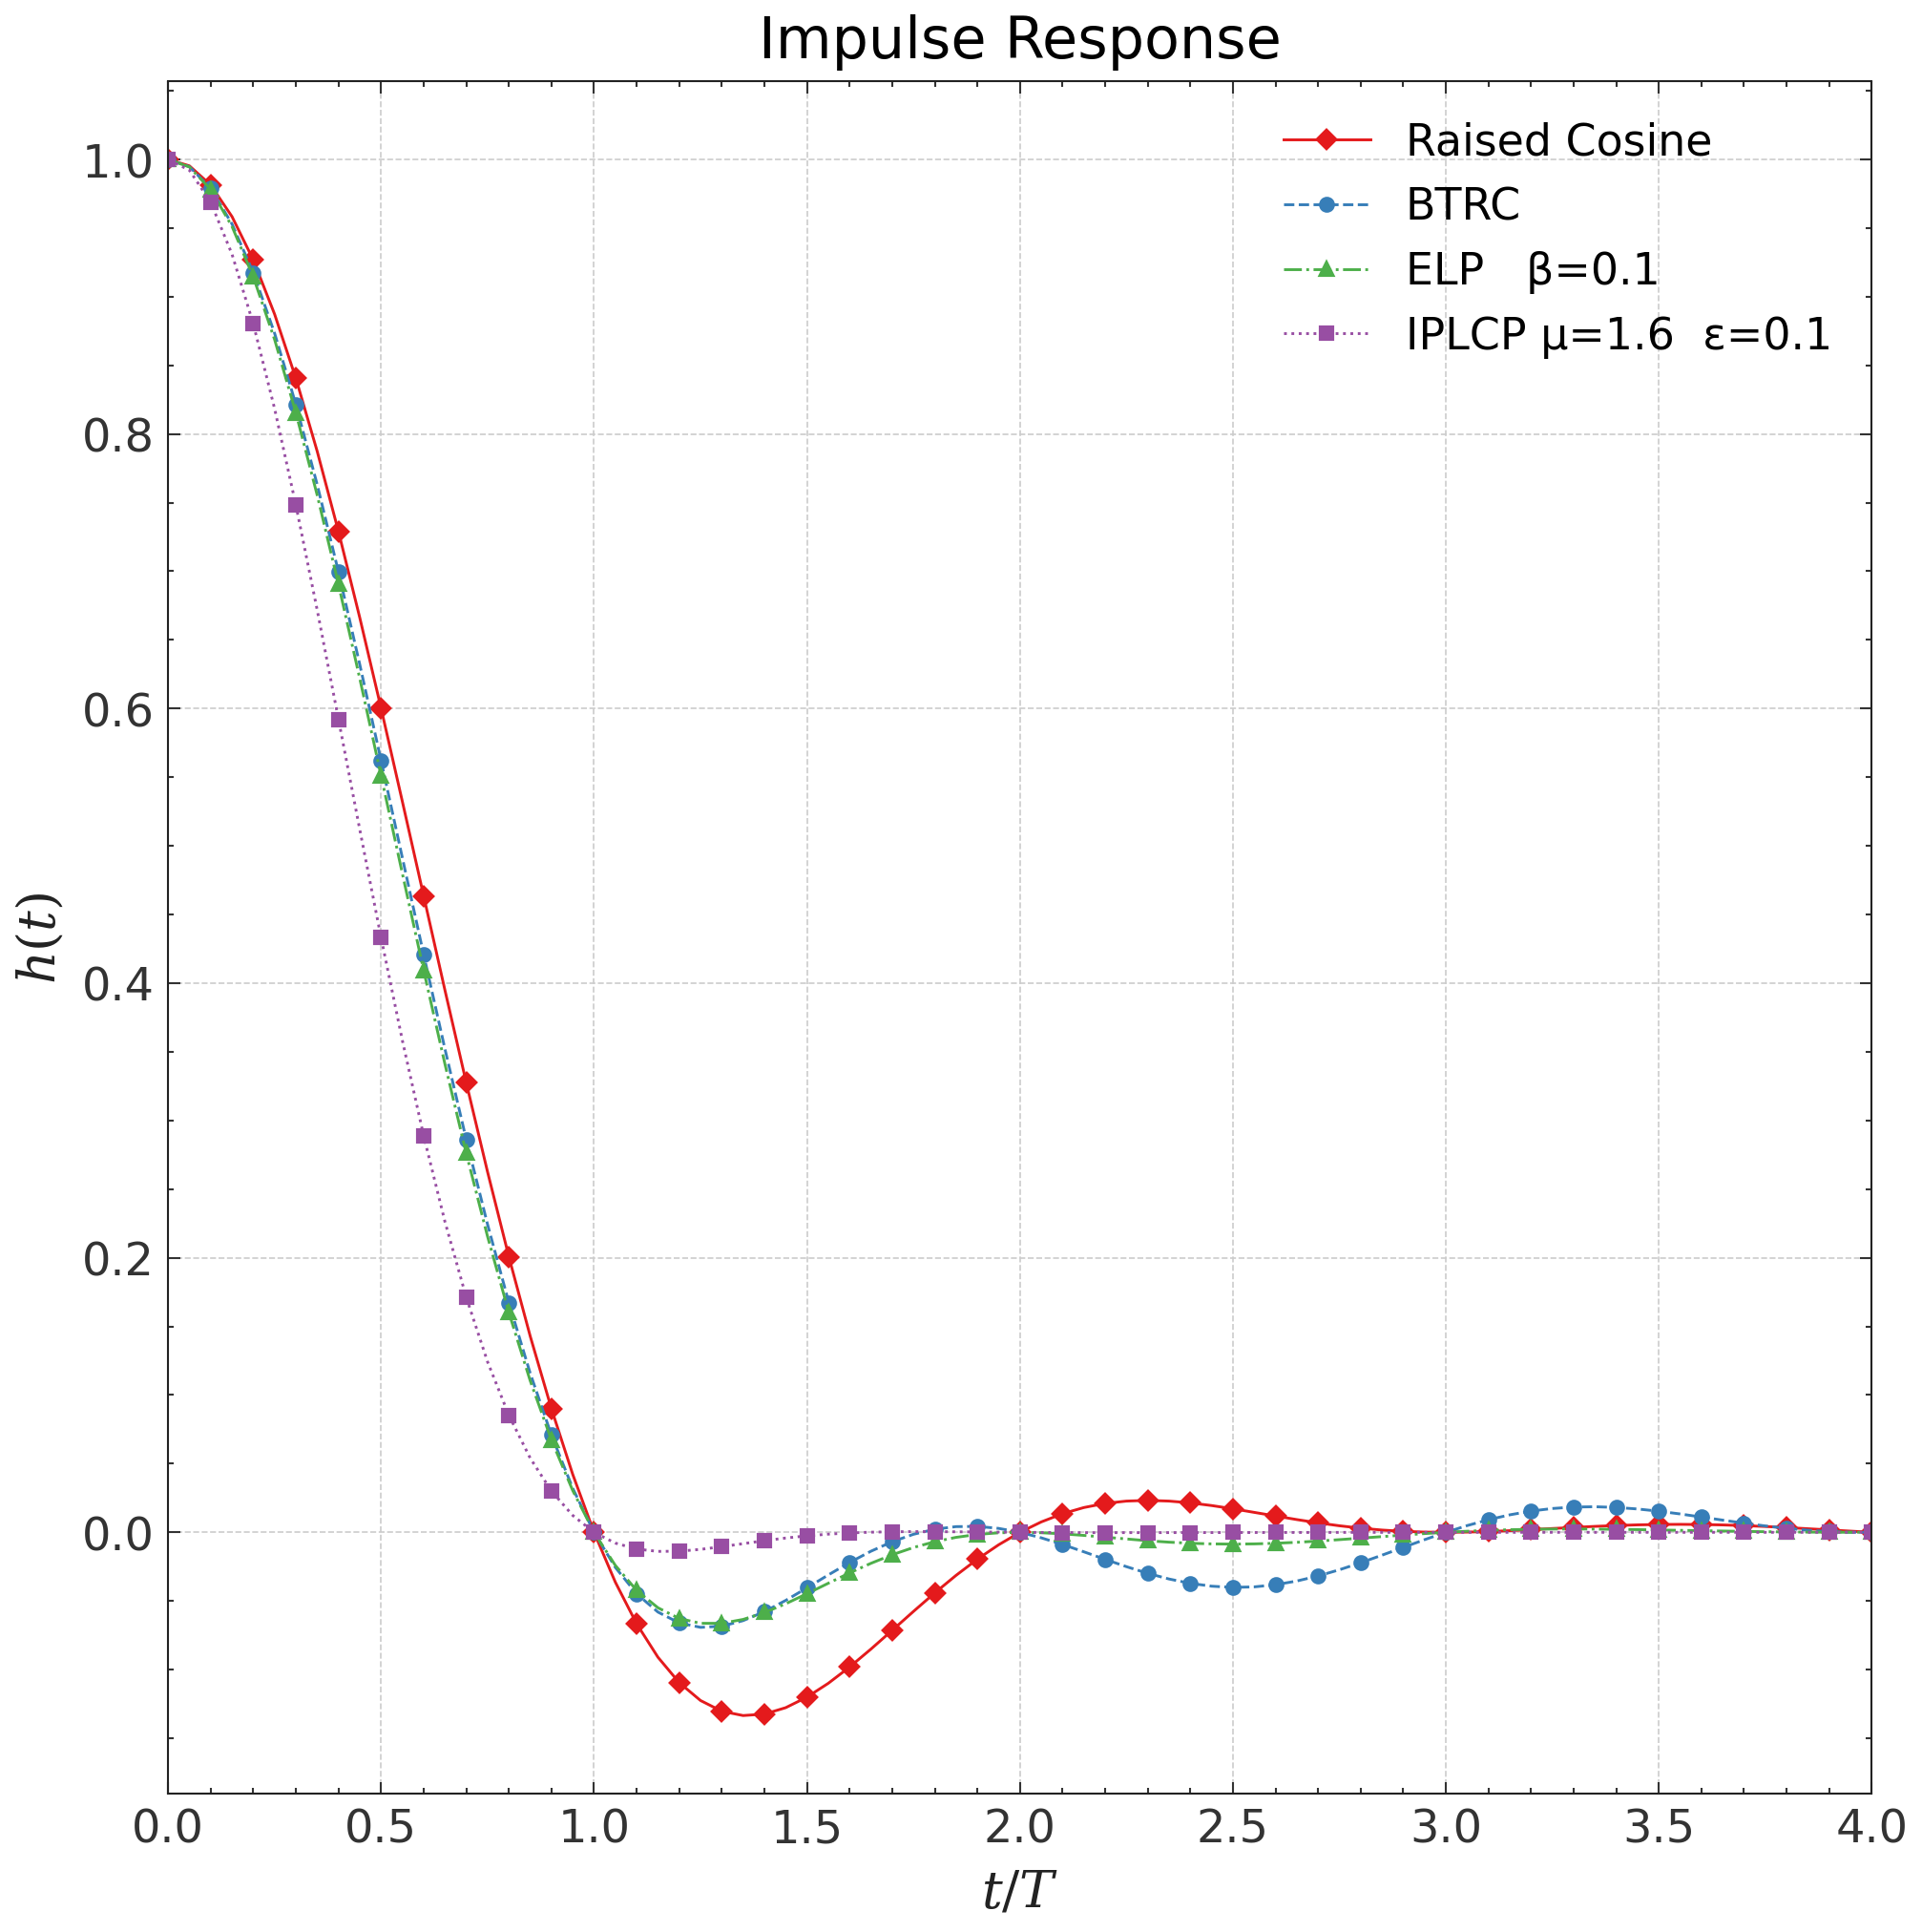 Impulse Response
Raised Cosine
BTRC
ELP β=0.1
IPLCP μ=1.6 ε=0.1
1.0
0.8
0.6
0.4
0.2
0.0
h(t)
0.0 0.5 1.0 1.5 2.0 2.5 3.0 3.5 4.0
t/T